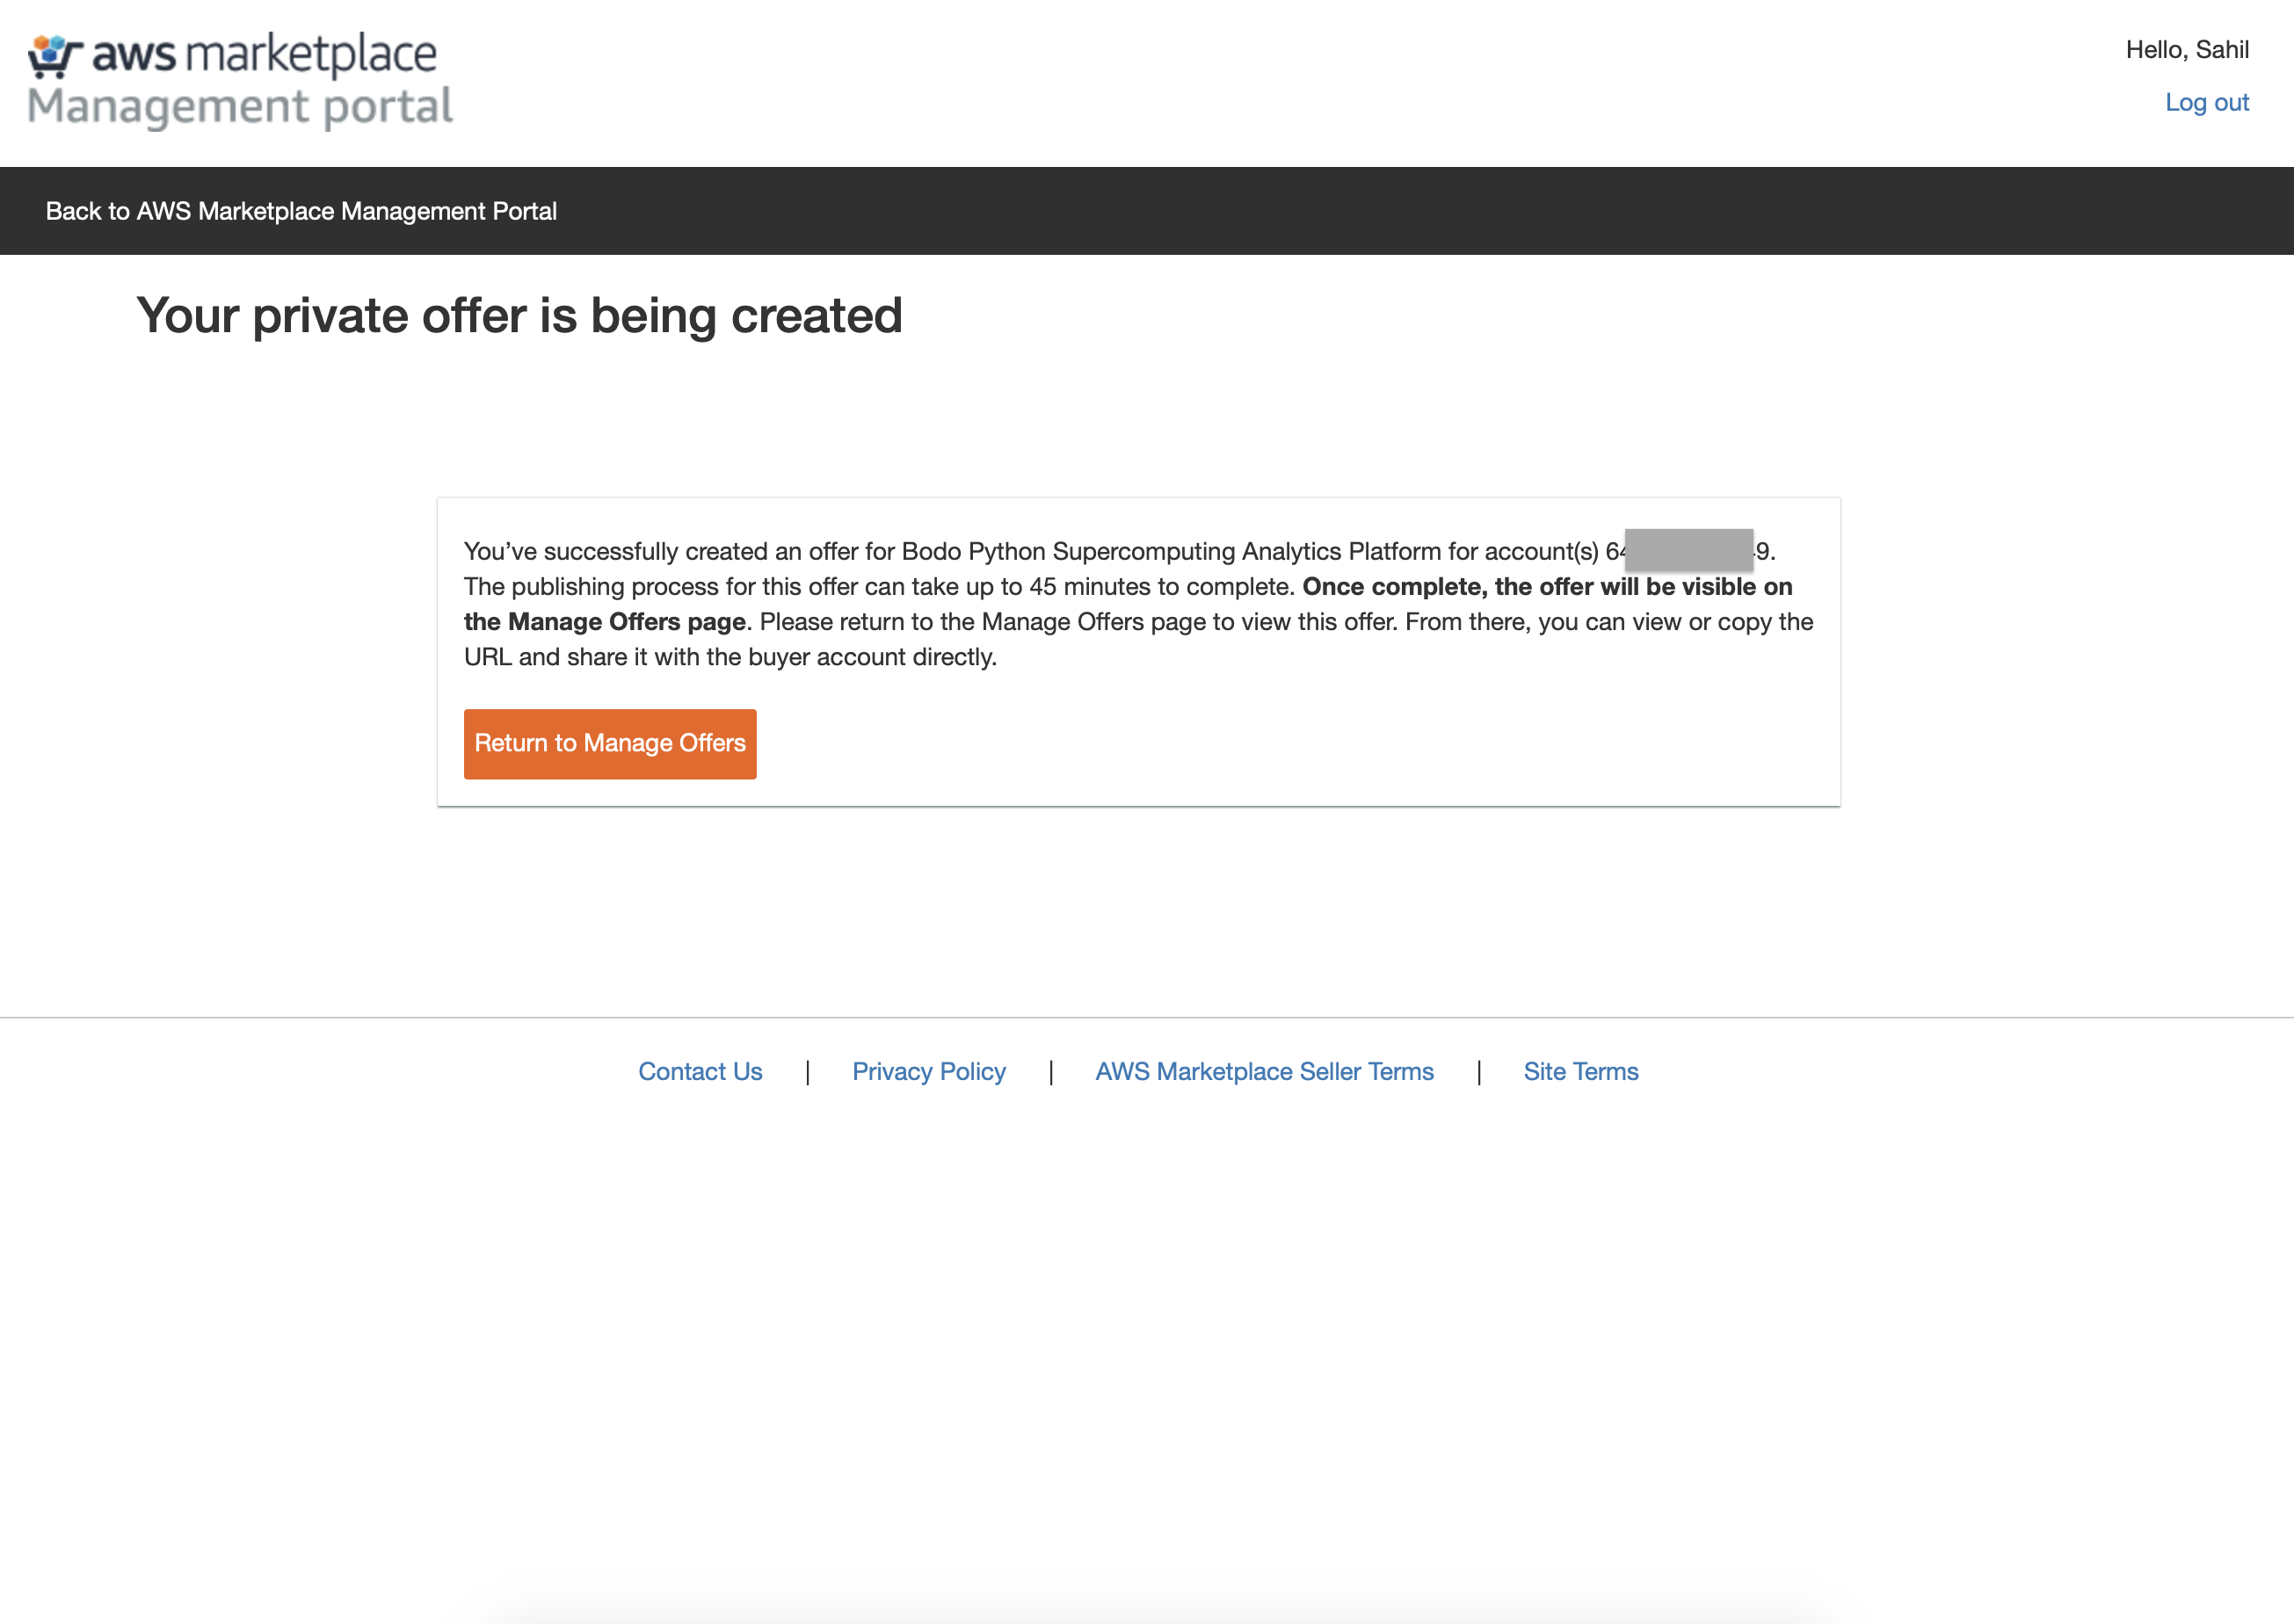 aws marketplace
Management portal
Hello, Sahil
Log out
Back to AWS Marketplace Management Portal
Your private offer is being created
You’ve successfully created an offer for Bodo Python Supercomputing Analytics Platform for account(s) 64 9.
The publishing process for this offer can take up to 45 minutes to complete. Once complete, the offer will be visible on
the Manage Offers page. Please return to the Manage Offers page to view this offer. From there, you can view or copy the
URL and share it with the buyer account directly.
Return to Manage Offers
Contact Us | Privacy Policy | AWS Marketplace Seller Terms | Site Terms